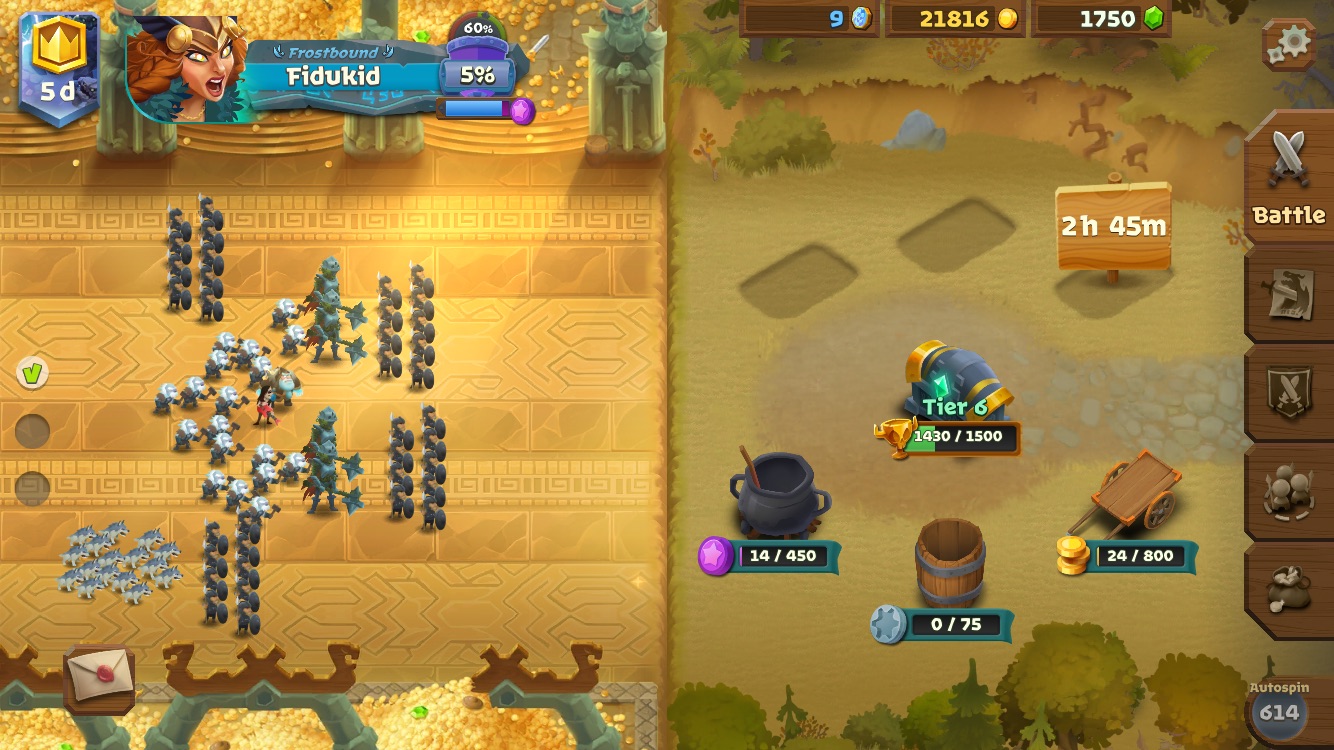 5 d
Frostbound
Fidukid
60%
5%
9
21816
1750
2h 45m
Battle
Tier 6
1430 / 1500
14 / 450
24 / 800
0 / 75
Autospin
614